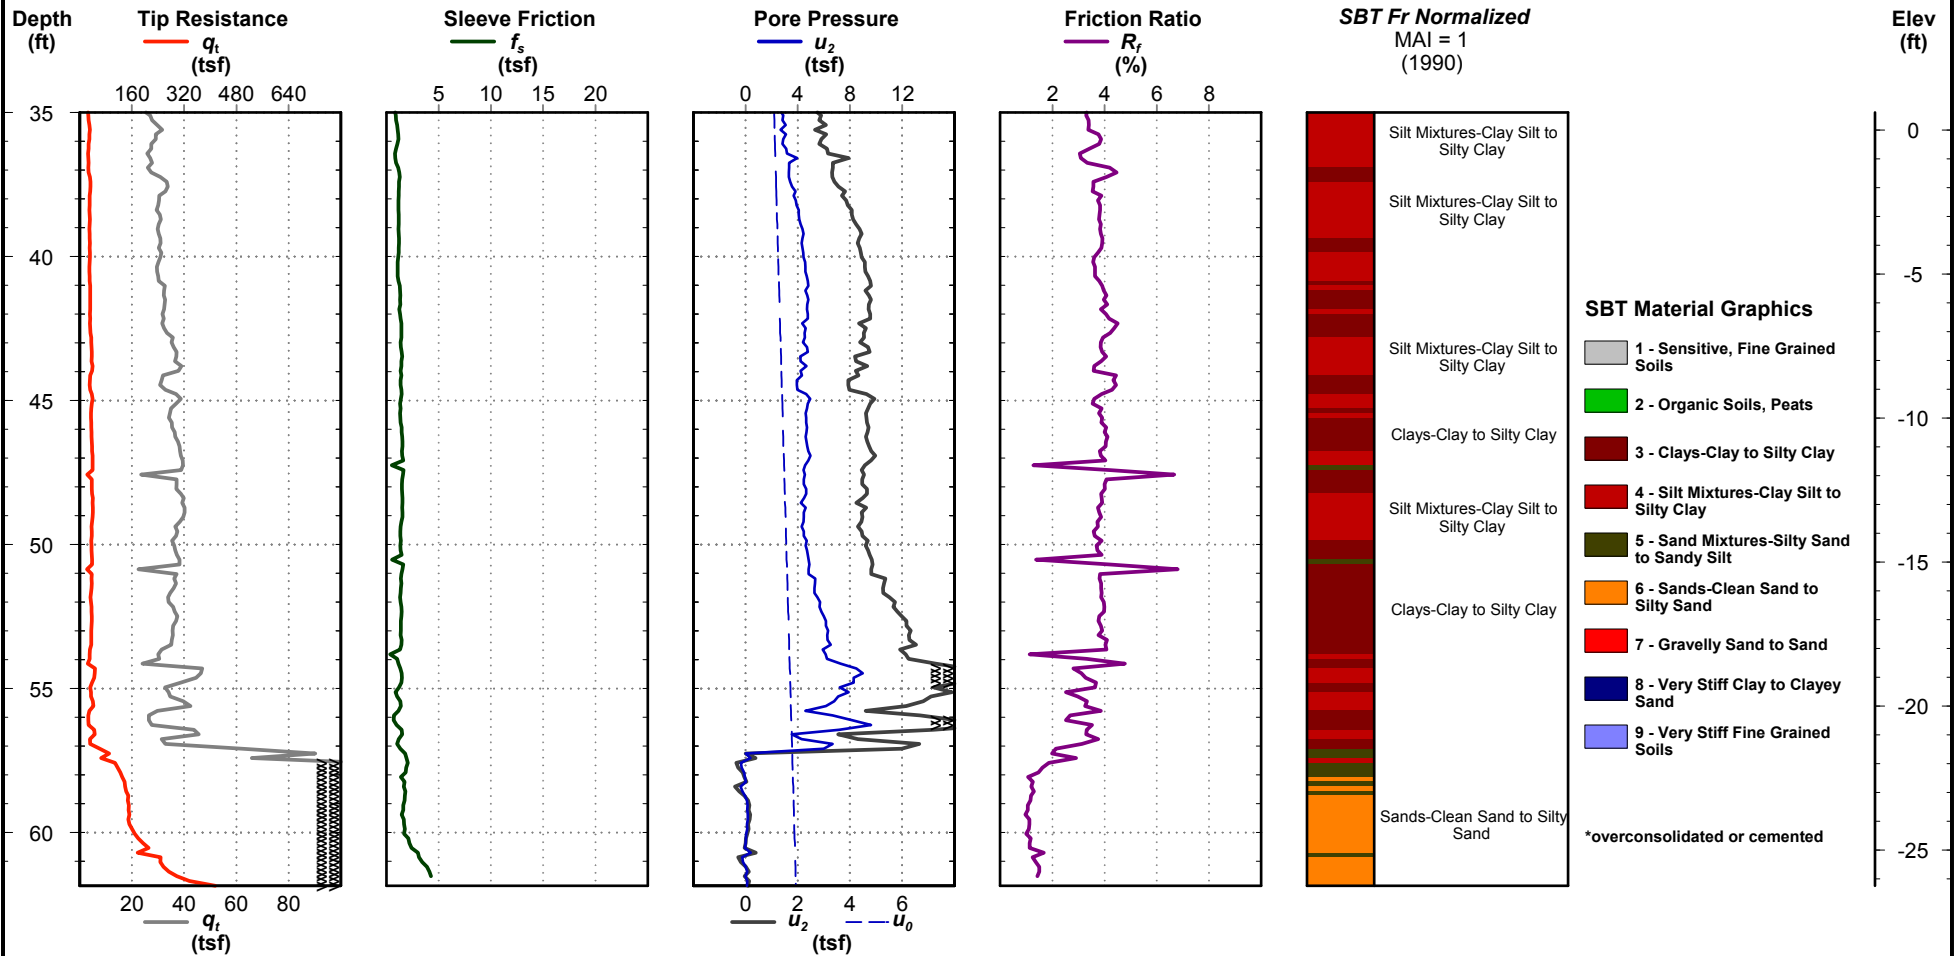 Depth
(ft)
Tip Resistance
qt
(tsf)
160 320 480 640
Sleeve Friction
fs
(tsf)
5 10 15 20
Pore Pressure
u2
(tsf)
0 4 8 12
Friction Ratio
Rf
(%)
2 4 6 8
SBT Fr Normalized
MAI = 1
(1990)
Elev
(ft)
35
40
45
50
55
60
Silt Mixtures-Clay Silt to
Silty Clay
Silt Mixtures-Clay Silt to
Silty Clay
Silt Mixtures-Clay Silt to
Silty Clay
Clays-Clay to Silty Clay
Silt Mixtures-Clay Silt to
Silty Clay
Clays-Clay to Silty Clay
Sands-Clean Sand to Silty
Sand
SBT Material Graphics
1 - Sensitive, Fine Grained
Soils
2 - Organic Soils, Peats
3 - Clays-Clay to Silty Clay
4 - Silt Mixtures-Clay Silt to
Silty Clay
5 - Sand Mixtures-Silty Sand
to Sandy Silt
6 - Sands-Clean Sand to
Silty Sand
7 - Gravelly Sand to Sand
8 - Very Stiff Clay to Clayey
Sand
9 - Very Stiff Fine Grained
Soils
*overconsolidated or cemented
0
-5
-10
-15
-20
-25
20 40 60 80
qt
(tsf)
0 2 4 6
u2 u0
(tsf)